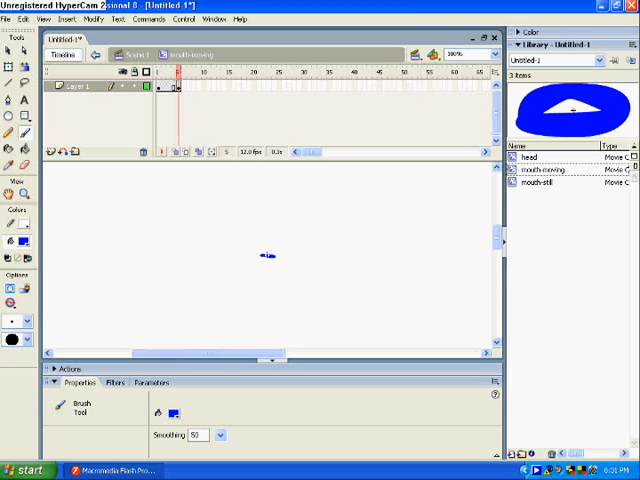 Unregistered HyperCam 2
sional 8 - [Untitled-1*]
File Edit View Insert Modify Text Commands Control Window Help
Tools
Untitled-1*
Timeline Scene 1 mouth-moving 100%
1 5 10 15 20 25 30 35 40 45 50 55 60 65
Layer 1
5 12.0 fps 0.3s
View
Colors
Options
Color
Library - Untitled-1
Untitled-1
3 items
Name Type
head Movie C
mouth-moving Movie C
mouth-still Movie C
Actions
Properties Filters Parameters
Brush
Tool
Smoothing 50
start Macromedia Flash Pro... 8:31 PM